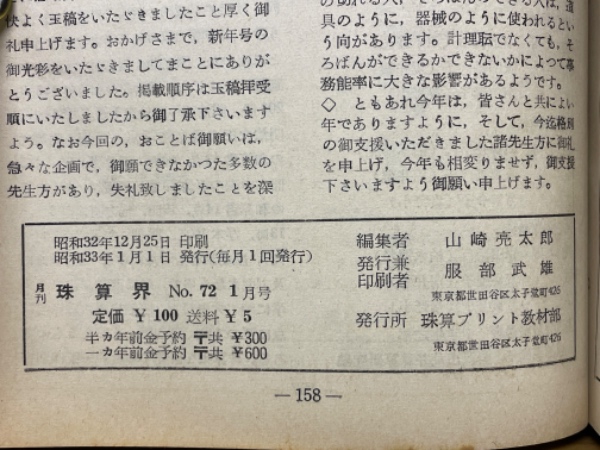 快よく玉稿をいたゞきましたこと厚く御
礼申上げます。おかげさまで，新年号の
御光彩をいたゞきましてまことにありが
とうございました。掲載順序は玉稿拝受
順にいたしましたから御了承下さいます
よう。なお今回の，おことば御願いは，
急々な企画で，御願できなかつた多数の
先生方があり，失礼致しましたことを深
具のように，器械のように使われるとい
う向があります。計理畑でなくても，そ
ろばんができるかできないかによつて事
務能率に大きな影響があるようです。
◇ ともあれ今年は，皆さんと共によい
年でありますように，そして，今迄格別
の御支援いただきました諸先生方に御礼
を申上げ，今年も相変りませず，御支援
下さいますよう御願い申上げます。
昭和32年12月25日 印刷
昭和33年1月1日 発行(毎月1回発行)
月刊 珠算界 No. 72 1月号
定価 ¥100 送料 ¥5
半カ年前金予約 〒共 ¥300
一カ年前金予約 〒共 ¥600
編集者 山崎亮太郎
発行兼印刷者 服部武雄
東京都世田谷区太子堂町426
発行所 珠算プリント教材部
東京都世田谷区太子堂町426
— 158 —